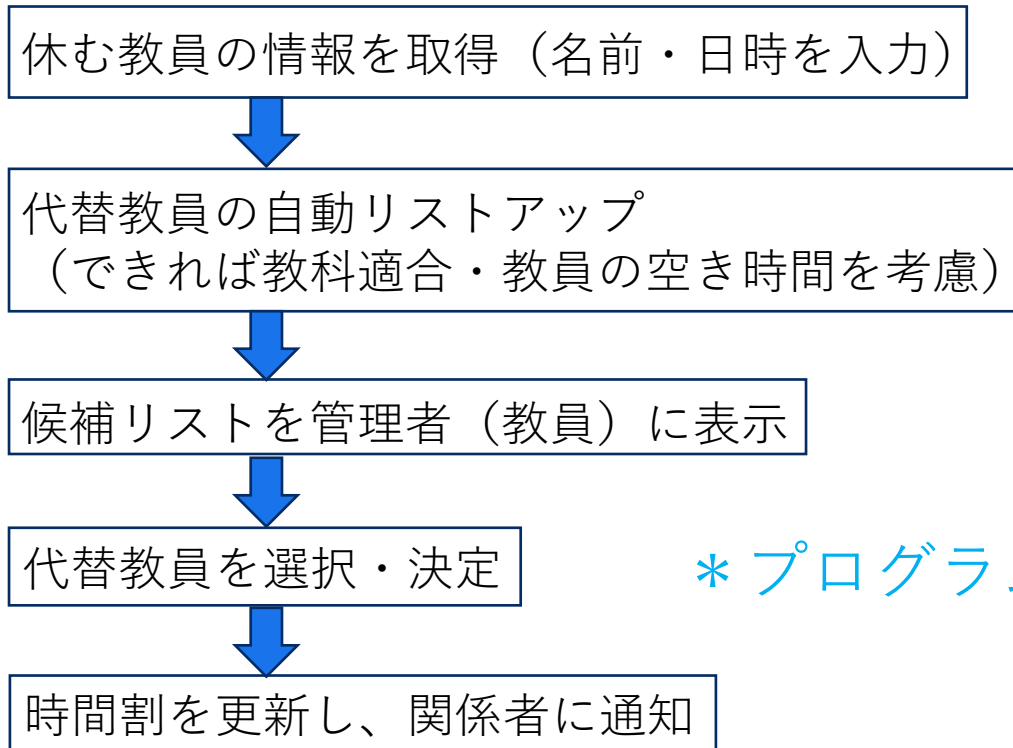 休む教員の情報を取得（名前・日時を入力）
代替教員の自動リストアップ
（できれば教科適合・教員の空き時間を考慮）
候補リストを管理者（教員）に表示
代替教員を選択・決定
＊プログラ
時間割を更新し、関係者に通知